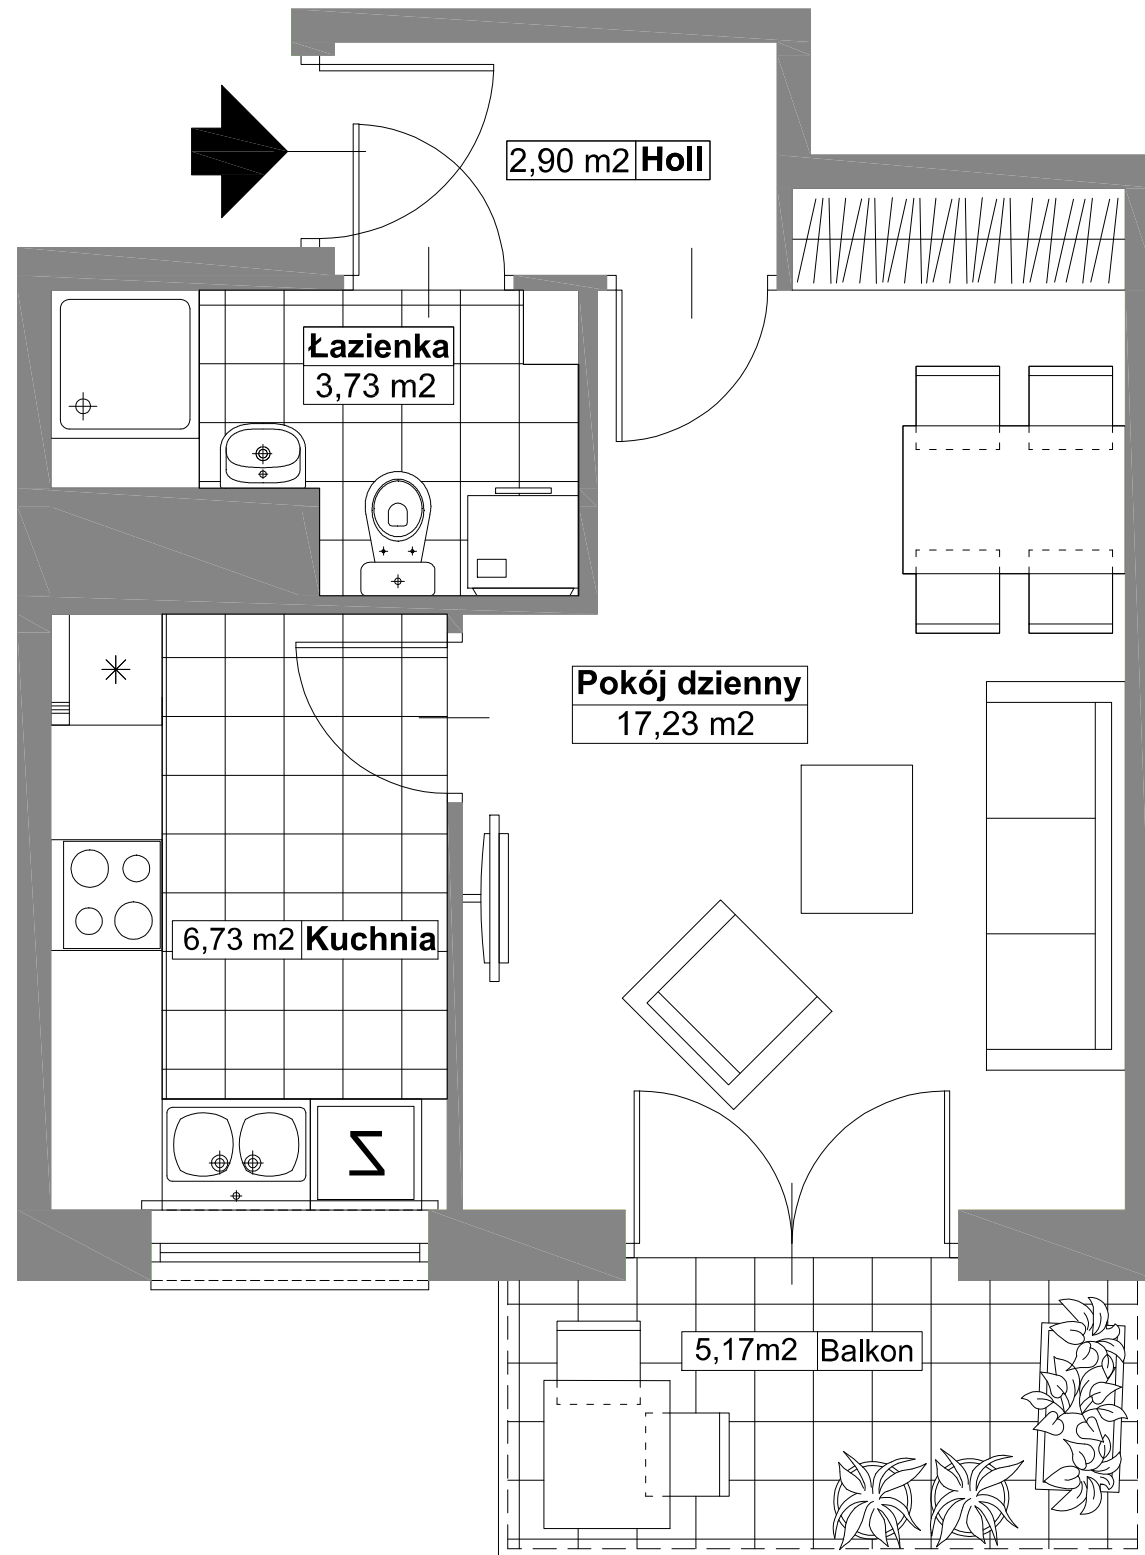 2,90 m2 Holl
Łazienka
3,73 m2
Pokój dzienny
17,23 m2
6,73 m2 Kuchnia
Z
5,17m2 Balkon